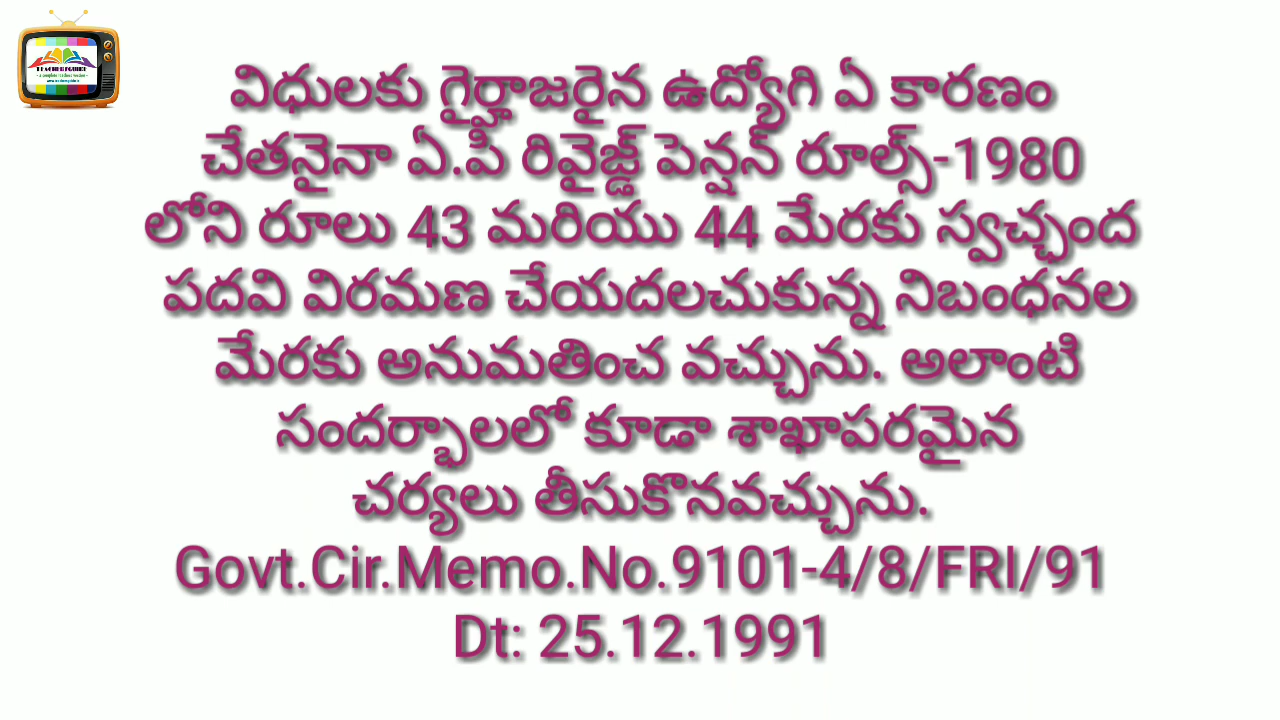 విధులకు గైర్హాజరైన ఉద్యోగి ఏ కారణం
చేతనైనా ఏ.పి రివైజ్డ్ పెన్షన్ రూల్స్-1980
లోని రూలు 43 మరియు 44 మేరకు స్వచ్ఛంద
పదవి విరమణ చేయదలచుకున్న నిబంధనల
మేరకు అనుమతించ వచ్చును. అలాంటి
సందర్భాలలో కూడా శాఖాపరమైన
చర్యలు తీసుకొనవచ్చును.
Govt.Cir.Memo.No.9101-4/8/FRI/91
Dt: 25.12.1991